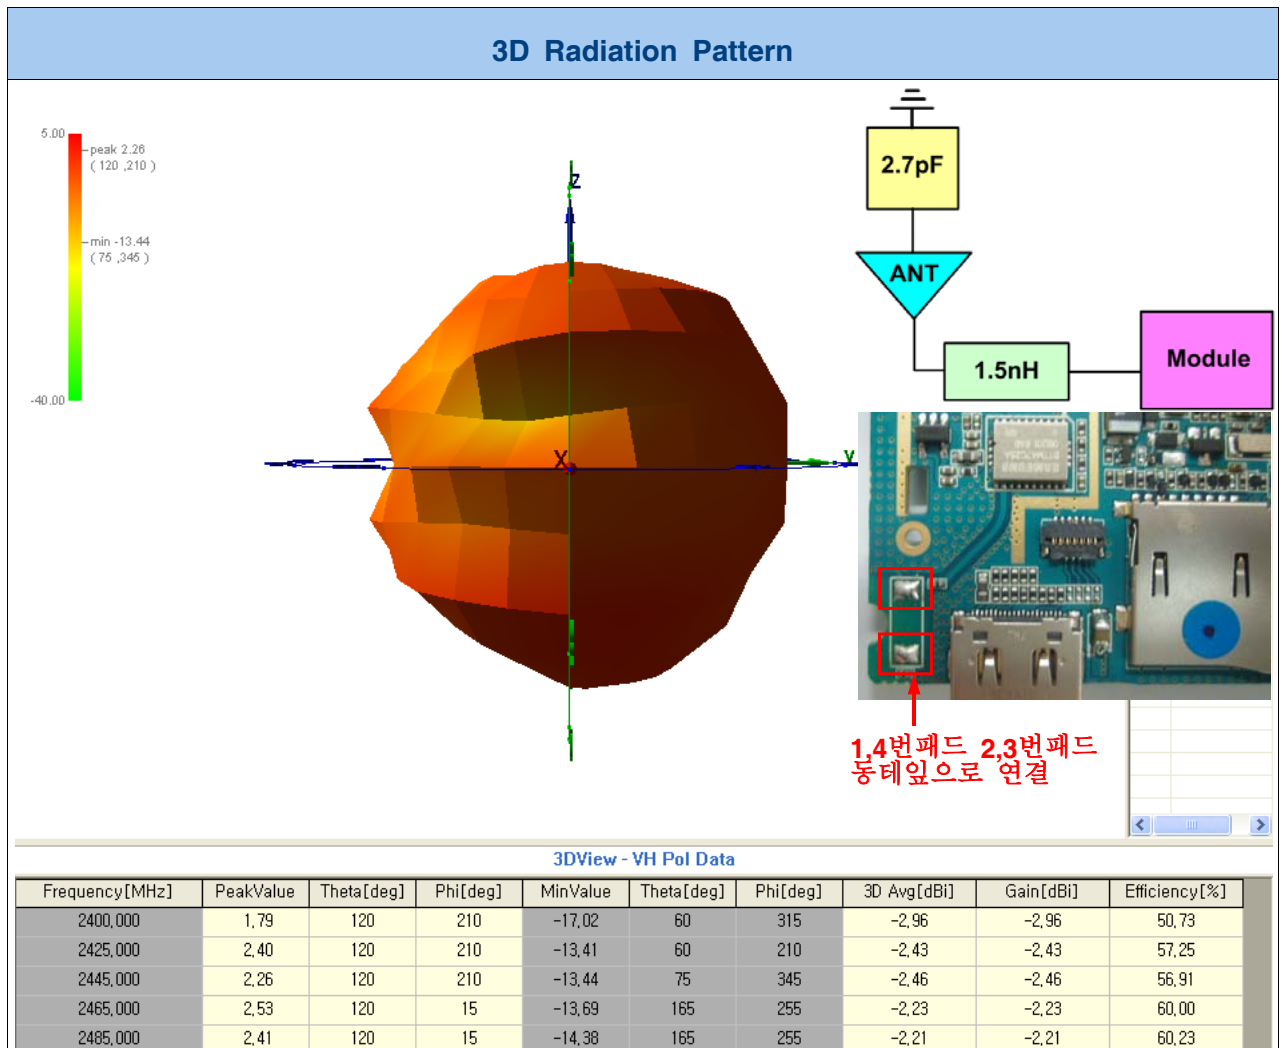 3D Radiation Pattern
5.00
peak 2.26
( 120 ,210 )
min -13.44
( 75 ,345 )
-40.00
Z
X
Y
2.7pF
ANT
1.5nH
Module
1,4번패드 2,3번패드
동테잎으로 연결
3DView - VH Pol Data
Frequency[MHz] PeakValue Theta[deg] Phi[deg] MinValue Theta[deg] Phi[deg] 3D Avg[dBi] Gain[dBi] Efficiency[%]
2400,000 1,79 120 210 -17,02 60 315 -2,96 -2,96 50,73
2425,000 2,40 120 210 -13,41 60 210 -2,43 -2,43 57,25
2445,000 2,26 120 210 -13,44 75 345 -2,46 -2,46 56,91
2465,000 2,53 120 15 -13,69 165 255 -2,23 -2,23 60,00
2485,000 2,41 120 15 -14,38 165 255 -2,21 -2,21 60,23